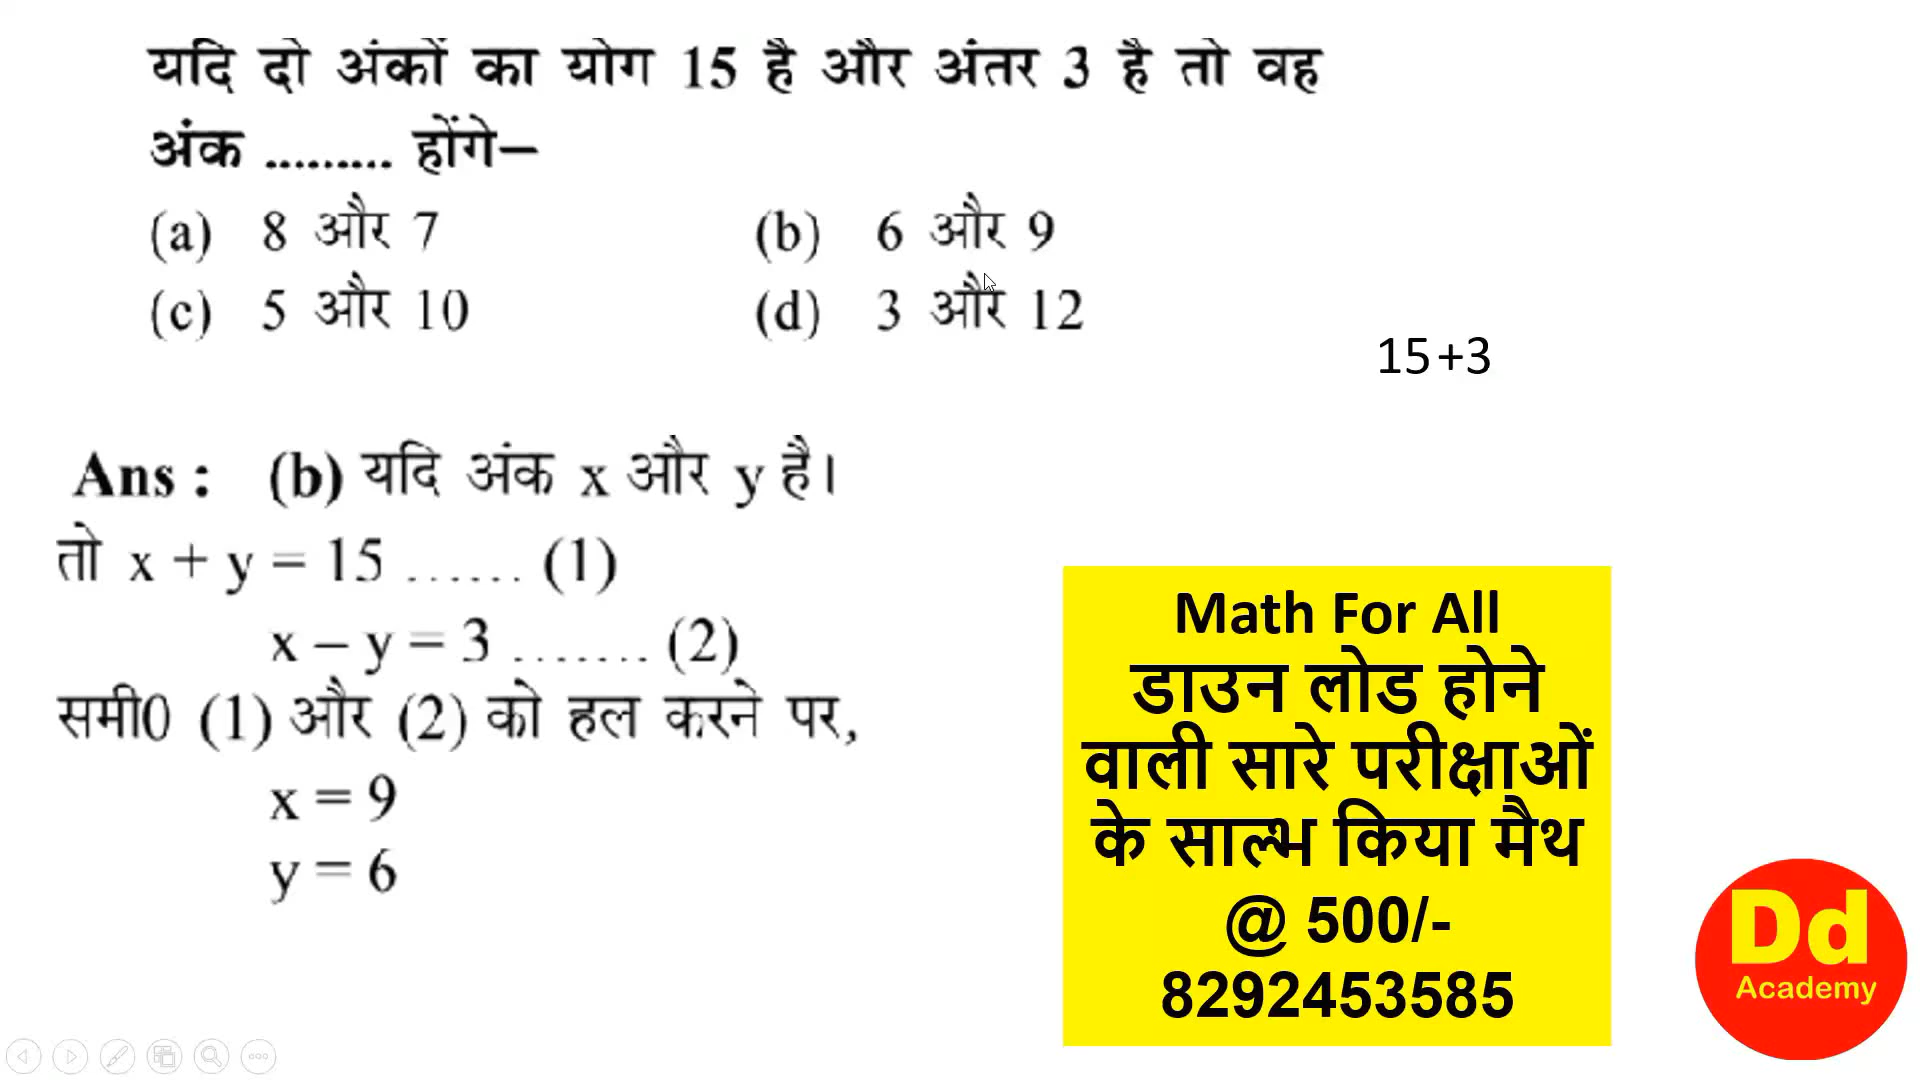 यदि दो अंकों का योग 15 है और अंतर 3 है तो वह
अंक ......... होंगे–
(a) 8 और 7
(b) 6 और 9
(c) 5 और 10
(d) 3 और 12
15+3
Ans : (b) यदि अंक x और y है।
तो x + y = 15 ...... (1)
x – y = 3 ....... (2)
समी0 (1) और (2) को हल करने पर,
x = 9
y = 6
Math For All
डाउन लोड होने
वाली सारे परीक्षाओं
के साल्भ किया मैथ
@ 500/-
8292453585
Dd
Academy